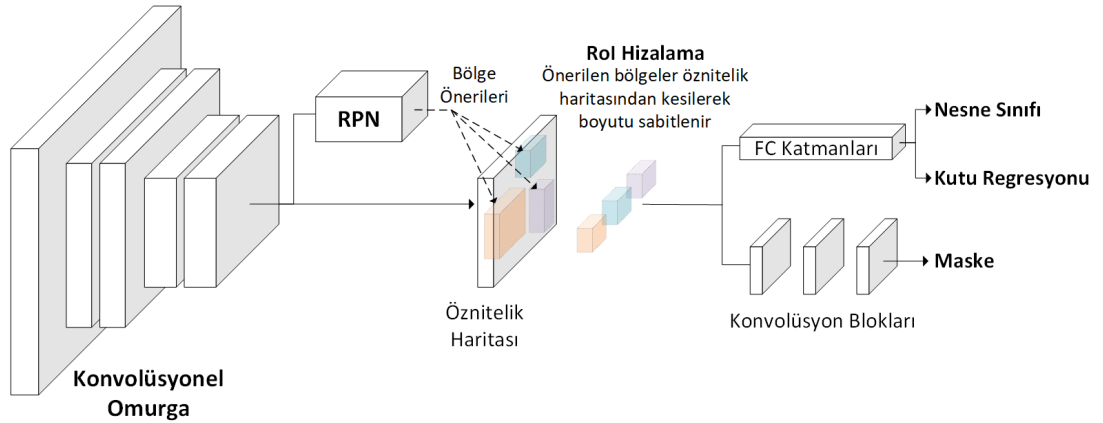 Konvolüsyonel
Omurga
RPN
Bölge
Önerileri
Öznitelik
Haritası
RoI Hizalama
Önerilen bölgeler öznitelik
haritasından kesilerek
boyutu sabitlenir
FC Katmanları
Nesne Sınıfı
Kutu Regresyonu
Konvolüsyon Blokları
Maske